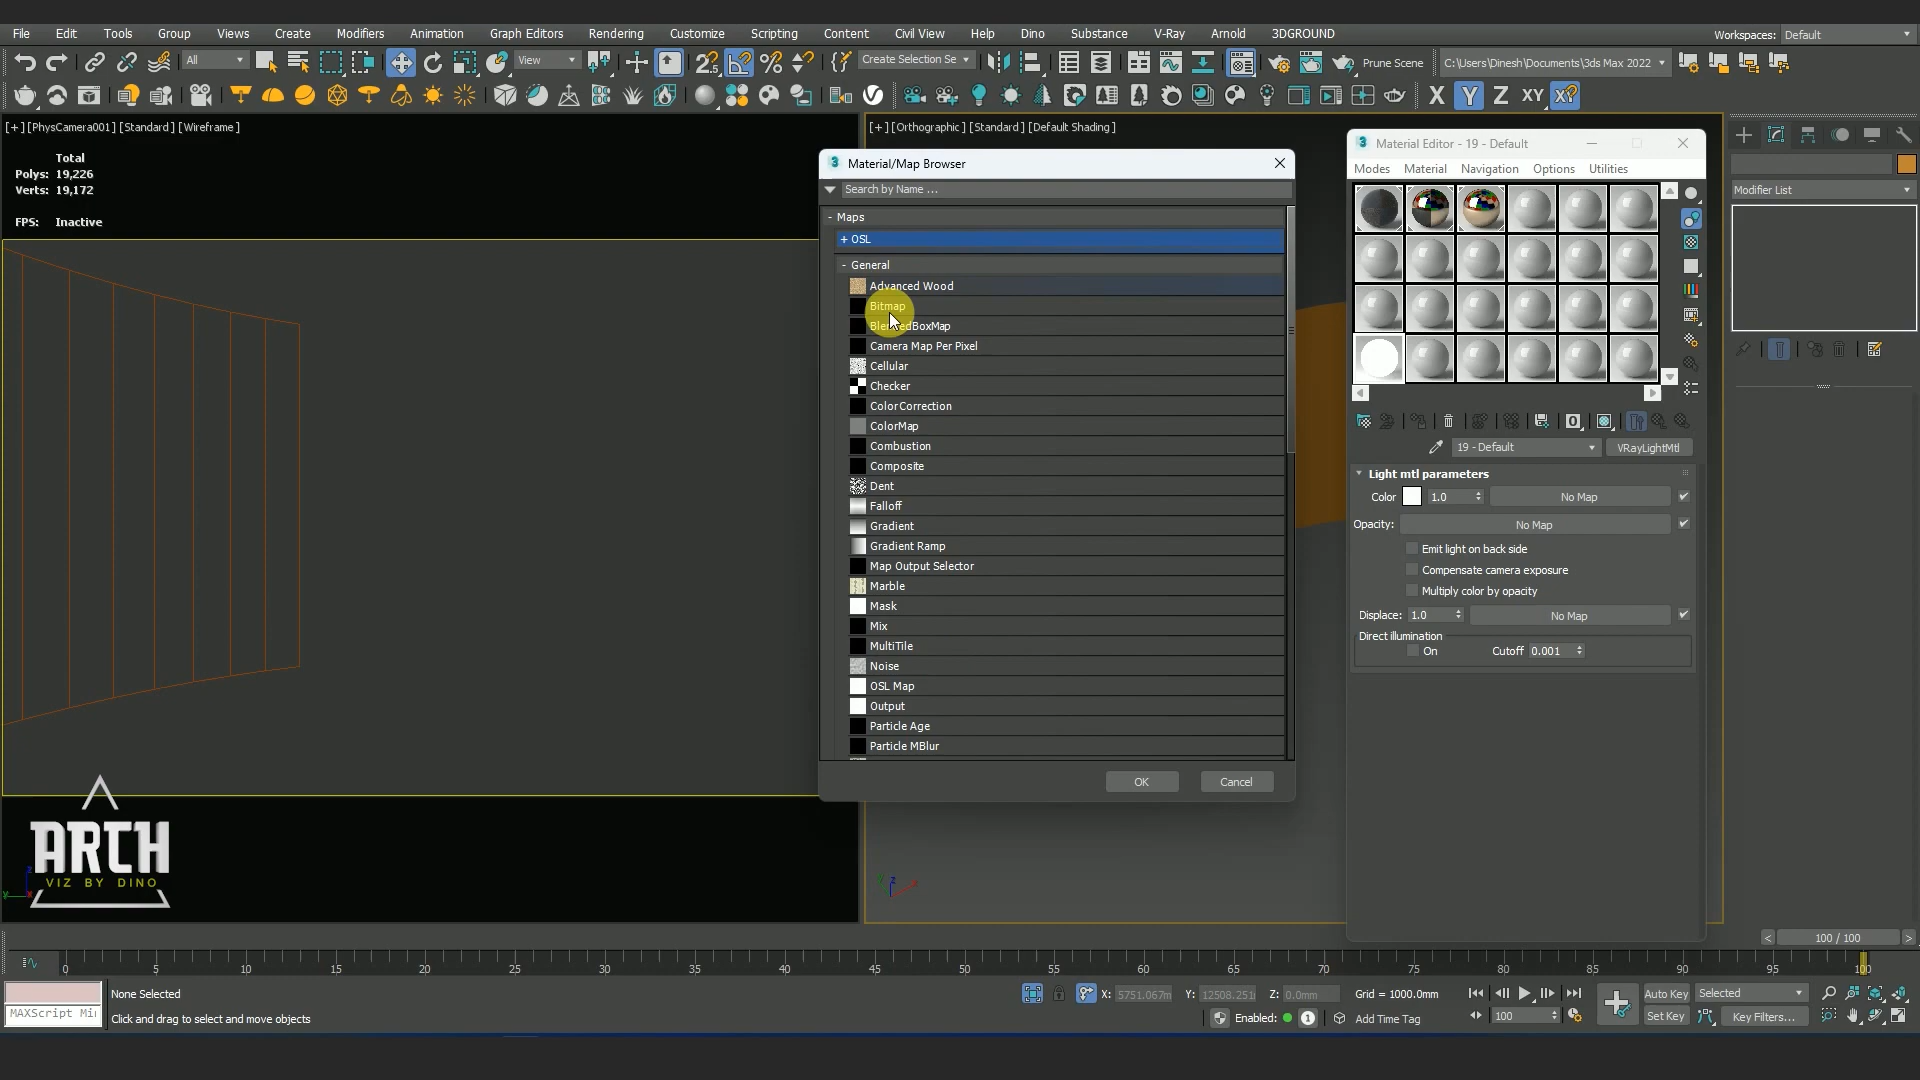 File Edit Tools Group Views Create Modifiers Animation Graph Editors Rendering Customize Scripting Content Civil View Help Dino Substance V-Ray Arnold 3DGROUND Workspaces: Default
All View Create Selection Se Prune Scene C:\Users\Dinesh\Documents\3ds Max 2022
X Y Z XY XY
[+] [PhysCamera001] [Standard] [Wireframe]
Total
Polys: 19,226
Verts: 19,172
FPS: Inactive
[+] [Orthographic] [Standard] [Default Shading]
Material/Map Browser
Search by Name ...
- Maps
+ OSL
- General
Advanced Wood
Bitmap
BlendedBoxMap
Camera Map Per Pixel
Cellular
Checker
ColorCorrection
ColorMap
Combustion
Composite
Dent
Falloff
Gradient
Gradient Ramp
Map Output Selector
Marble
Mask
Mix
MultiTile
Noise
OSL Map
Output
Particle Age
Particle MBlur
OK Cancel
Material Editor - 19 - Default
Modes Material Navigation Options Utilities
19 - Default VRayLightMtl
Light mtl parameters
Color 1.0 No Map
Opacity: No Map
Emit light on back side
Compensate camera exposure
Multiply color by opacity
Displace: 1.0 No Map
Direct illumination
On Cutoff 0.001
Modifier List
ARCH
VIZ BY DINO
< 100 / 100 >
0 5 10 15 20 25 30 35 40 45 50 55 60 65 70 75 80 85 90 95 100
None Selected X: 5751.067m Y: 12508.251 Z: 0.0mm Grid = 1000.0mm Auto Key Selected
MAXScript Mi Click and drag to select and move objects Enabled: 1 Add Time Tag 100 Set Key Key Filters...